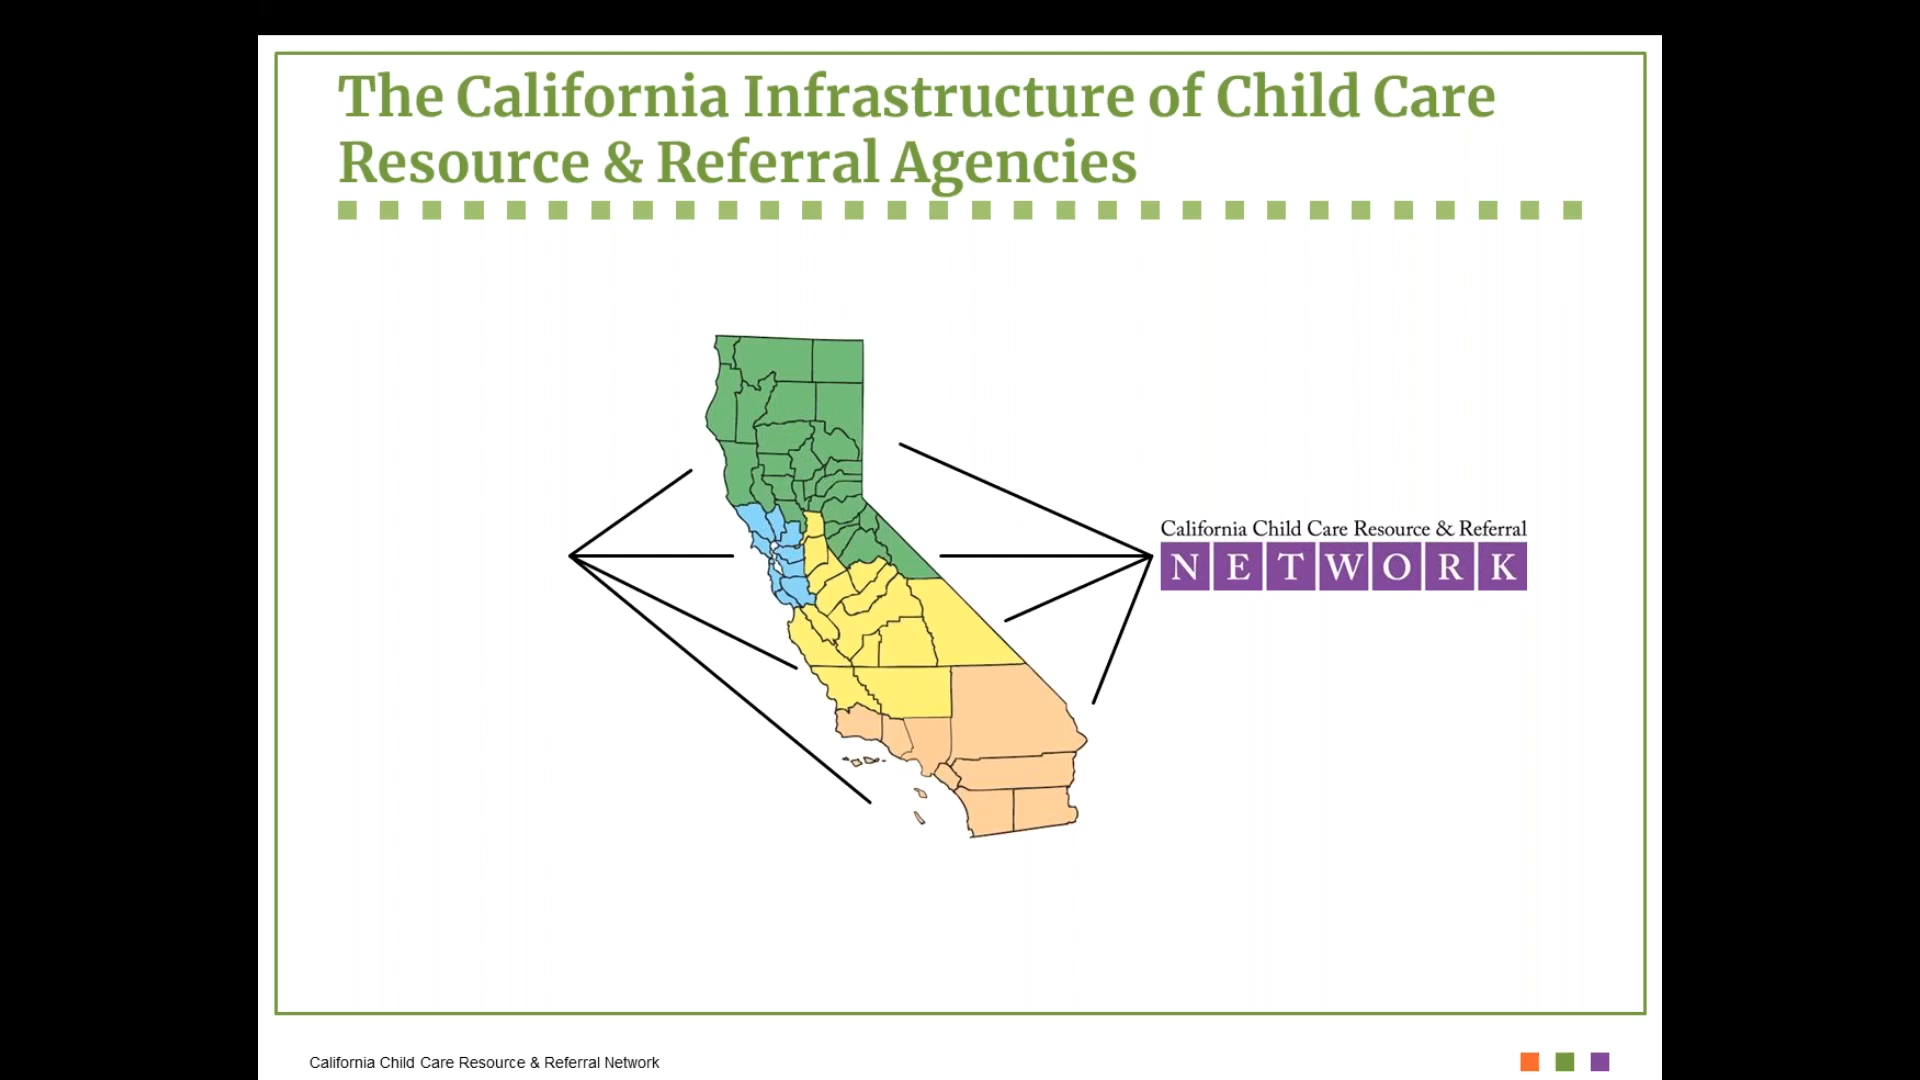 The California Infrastructure of Child Care
Resource & Referral Agencies
California Child Care Resource & Referral
NETWORK
California Child Care Resource & Referral Network